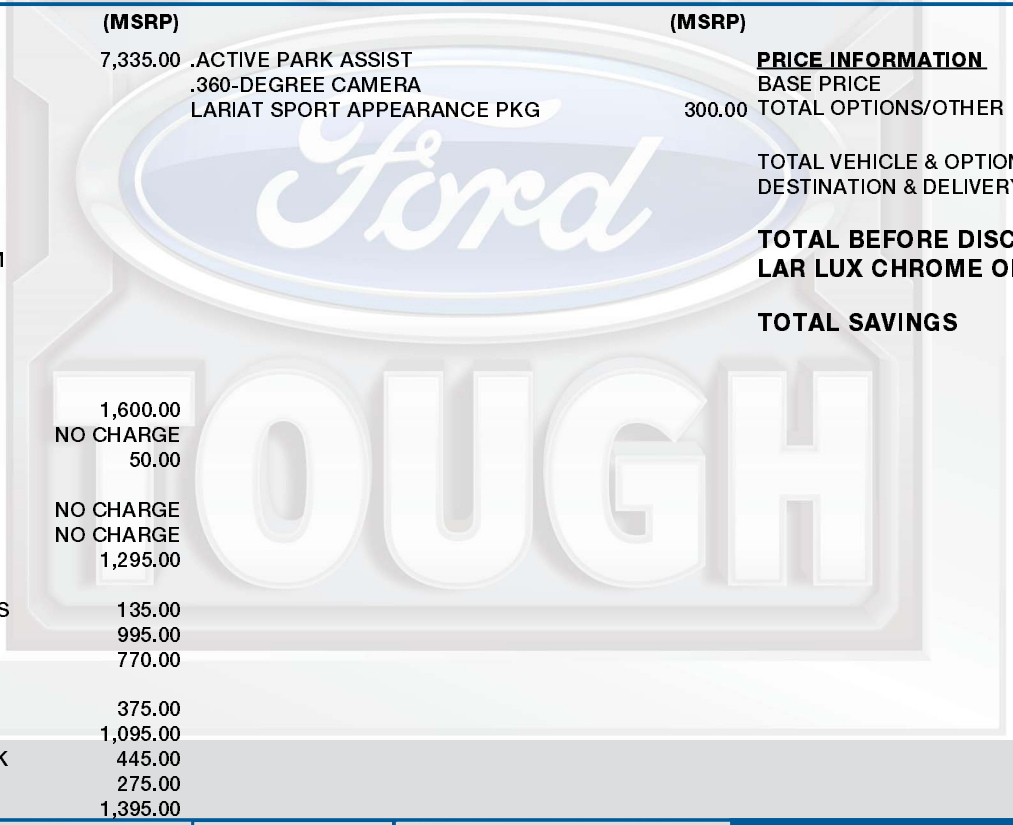 (MSRP) (MSRP)
7,335.00 .ACTIVE PARK ASSIST PRICE INFORMATION
.360-DEGREE CAMERA BASE PRICE
LARIAT SPORT APPEARANCE PKG 300.00 TOTAL OPTIONS/OTHER
TOTAL VEHICLE & OPTION
DESTINATION & DELIVERY
TOTAL BEFORE DISC
LAR LUX CHROME
TOTAL SAVINGS
Ford
TOUGH
1,600.00
NO CHARGE
50.00
NO CHARGE
NO CHARGE
1,295.00
S 135.00
995.00
770.00
375.00
1,095.00
K 445.00
275.00
1,395.00